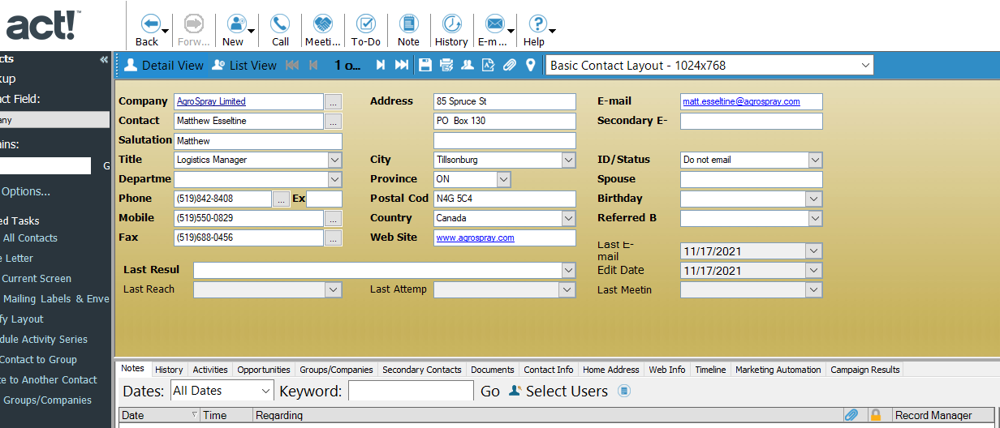 act!
Back Forw... New Call Meeti... To-Do Note History E-m... Help
cts « Detail View List View 1 o... Basic Contact Layout - 1024x768
kup
act Field:
any
ains:
G
Options...
ed Tasks
All Contacts
e Letter
Current Screen
Mailing Labels & Enve
fy Layout
dule Activity Series
Contact to Group
te to Another Contact
Groups/Companies
Company AgroSpray Limited ... Address 85 Spruce St E-mail matt.esseltine@agrospray.com
Contact Matthew Esseltine ... PO Box 130 Secondary E-
Salutation Matthew
Title Logistics Manager City Tillsonburg ID/Status Do not email
Departme Province ON Spouse
Phone (519)842-8408 ... Ex Postal Cod N4G 5C4 Birthday
Mobile (519)550-0829 ... Country Canada Referred B
Fax (519)688-0456 ... Web Site www.agrospray.com
Last E-
mail 11/17/2021
Last Resul Edit Date 11/17/2021
Last Reach Last Attemp Last Meetin
Notes History Activities Opportunities Groups/Companies Secondary Contacts Documents Contact Info Home Address Web Info Timeline Marketing Automation Campaign Results
Dates: All Dates Keyword: Go Select Users
Date Time Regarding Record Manager